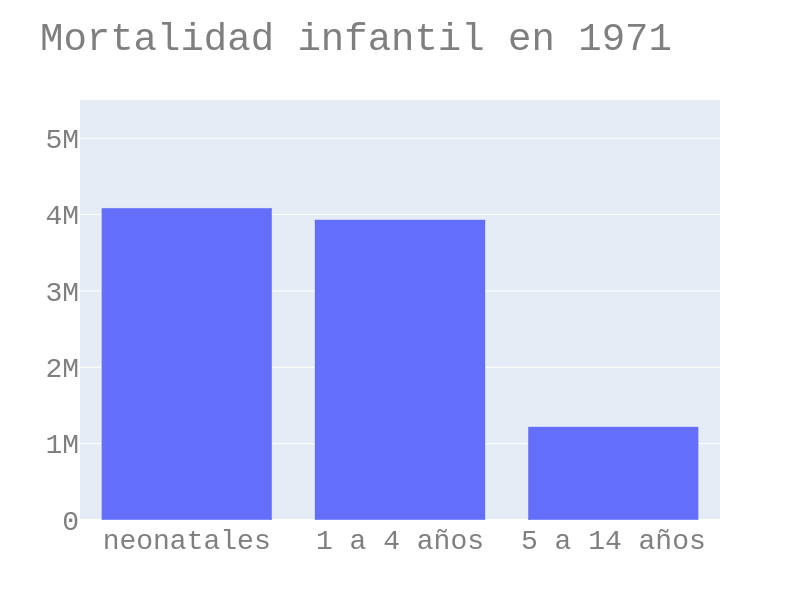 Mortalidad infantil en 1971
5M
4M
3M
2M
1M
0
neonatales 1 a 4 años 5 a 14 años